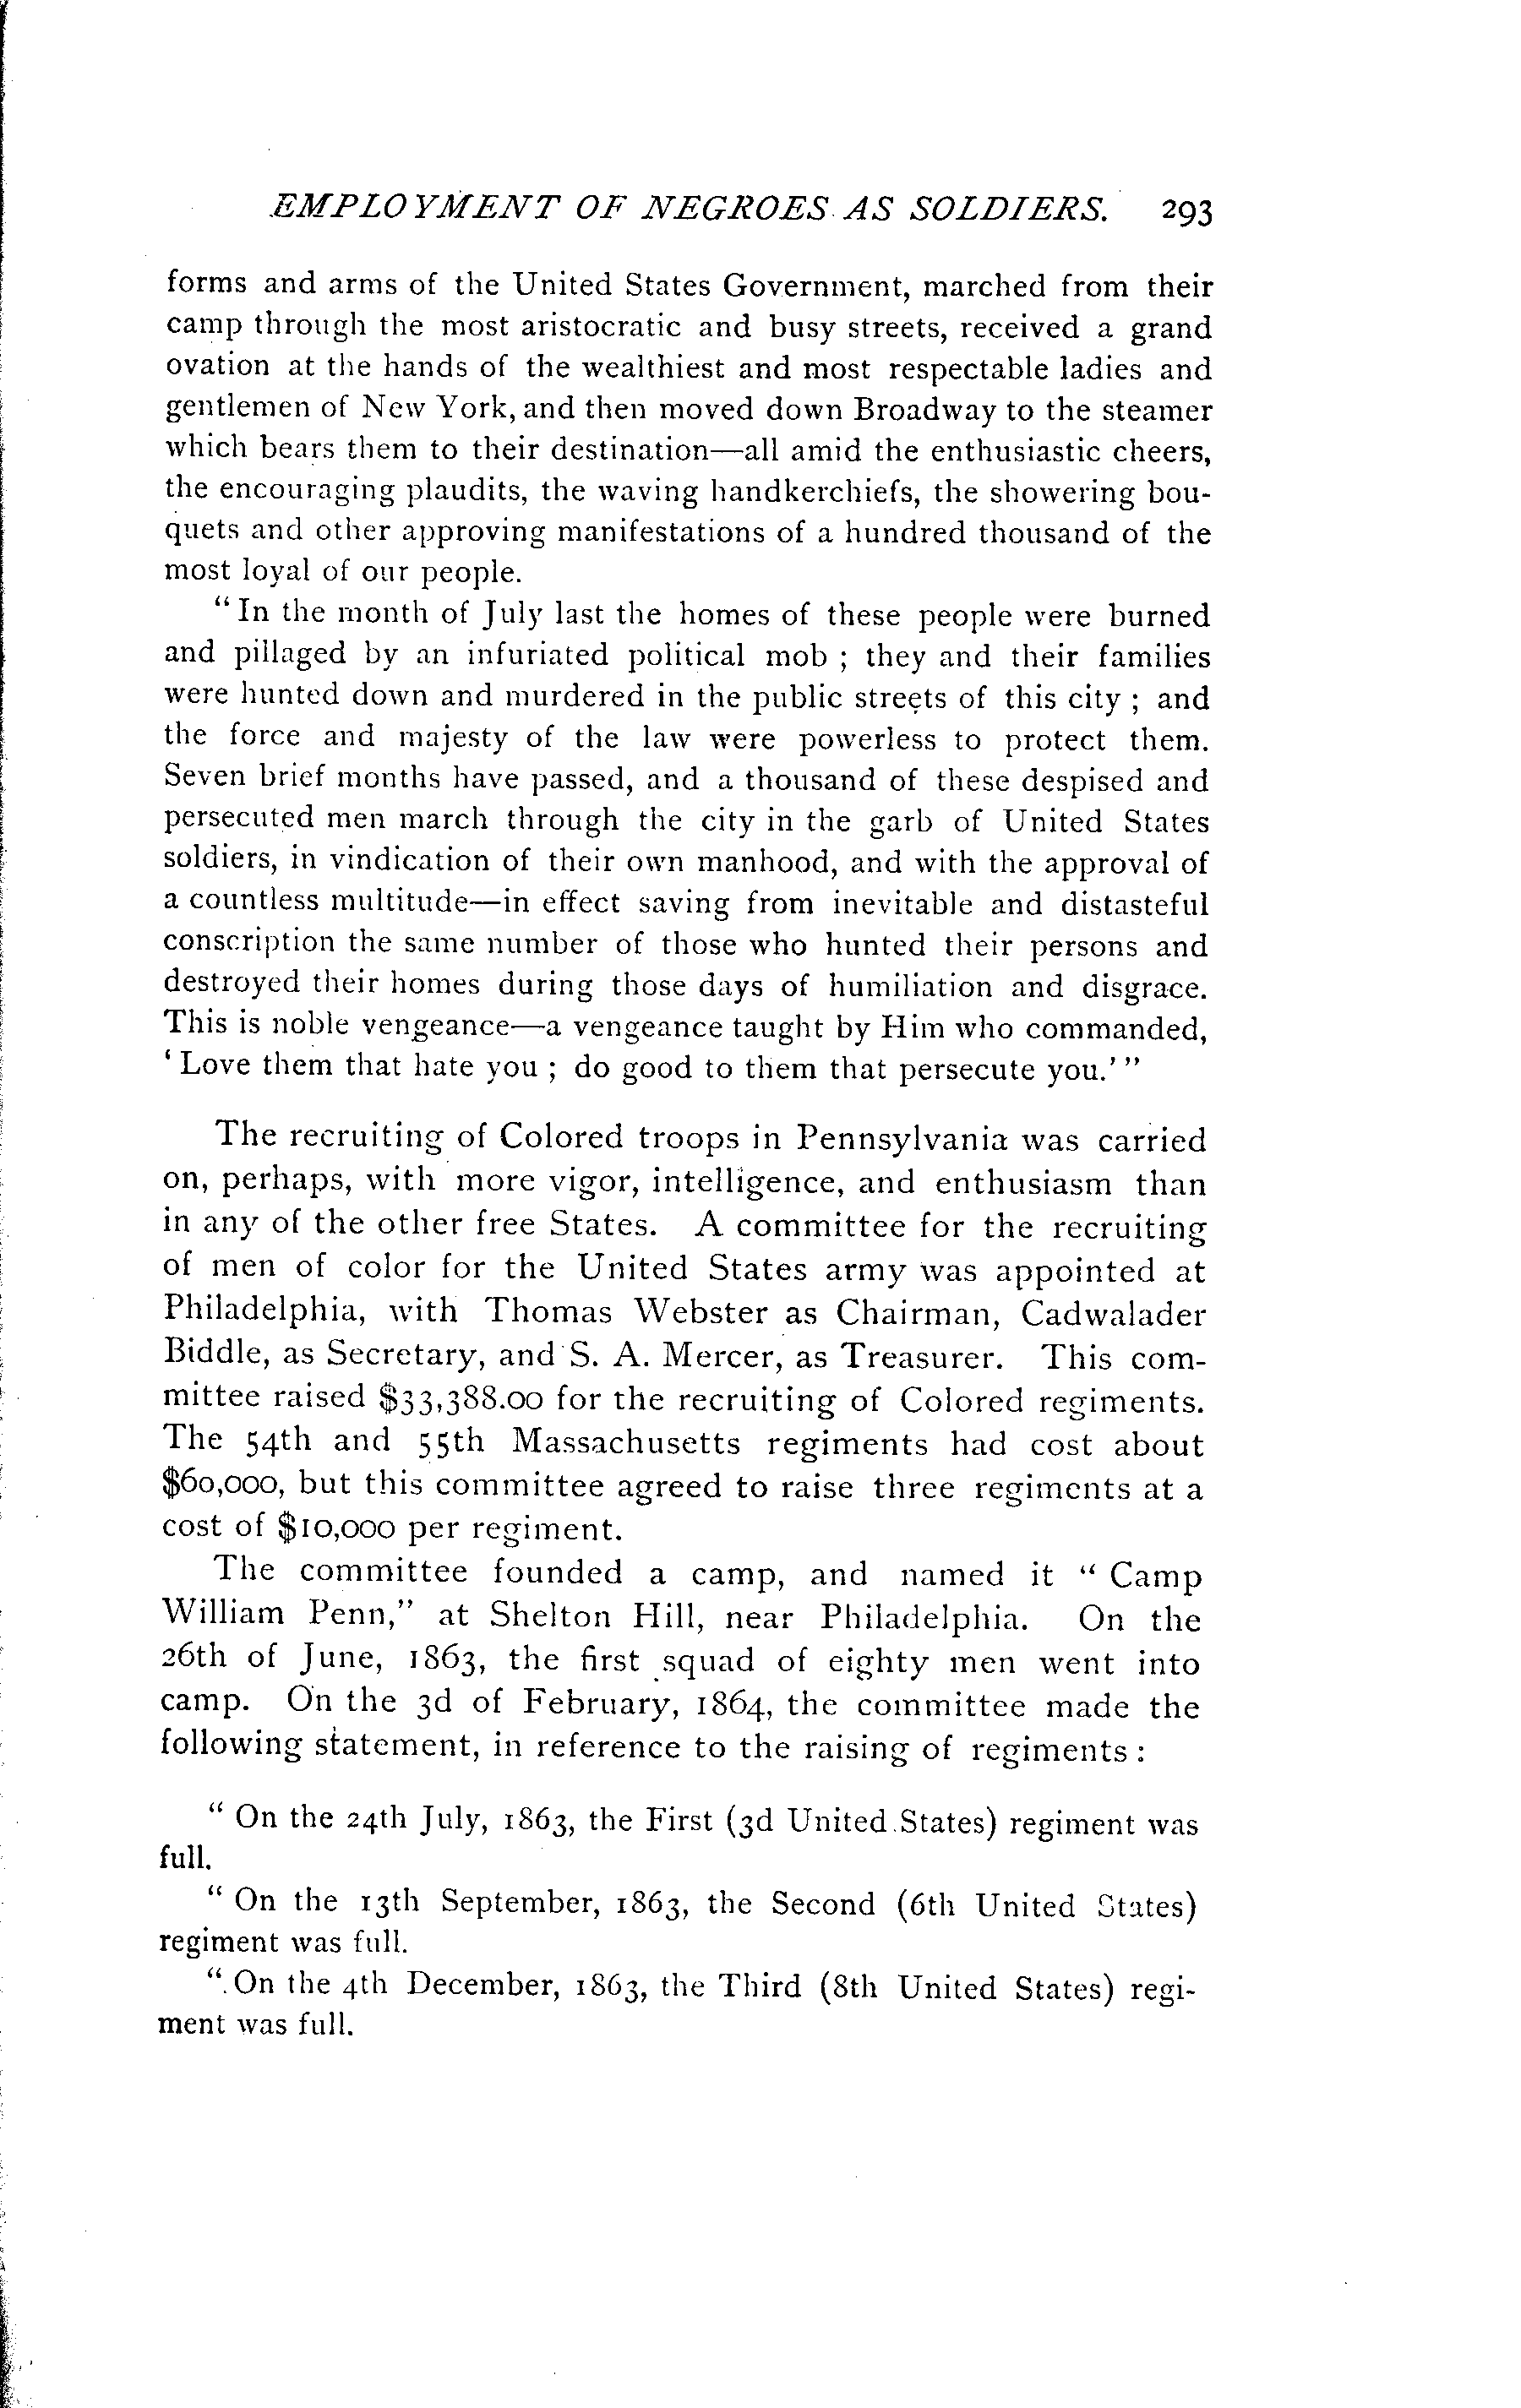 EMPLOYMENT OF NEGROES AS SOLDIERS. 293
forms and arms of the United States Government, marched from their
camp through the most aristocratic and busy streets, received a grand
ovation at the hands of the wealthiest and most respectable ladies and
gentlemen of New York, and then moved down Broadway to the steamer
which bears them to their destination—all amid the enthusiastic cheers,
the encouraging plaudits, the waving handkerchiefs, the showering bou-
quets and other approving manifestations of a hundred thousand of the
most loyal of our people.
"In the month of July last the homes of these people were burned
and pillaged by an infuriated political mob ; they and their families
were hunted down and murdered in the public streets of this city ; and
the force and majesty of the law were powerless to protect them.
Seven brief months have passed, and a thousand of these despised and
persecuted men march through the city in the garb of United States
soldiers, in vindication of their own manhood, and with the approval of
a countless multitude—in effect saving from inevitable and distasteful
conscription the same number of those who hunted their persons and
destroyed their homes during those days of humiliation and disgrace.
This is noble vengeance—a vengeance taught by Him who commanded,
'Love them that hate you ; do good to them that persecute you.'"
The recruiting of Colored troops in Pennsylvania was carried
on, perhaps, with more vigor, intelligence, and enthusiasm than
in any of the other free States. A committee for the recruiting
of men of color for the United States army was appointed at
Philadelphia, with Thomas Webster as Chairman, Cadwalader
Biddle, as Secretary, and S. A. Mercer, as Treasurer. This com-
mittee raised $33,388.00 for the recruiting of Colored regiments.
The 54th and 55th Massachusetts regiments had cost about
$60,000, but this committee agreed to raise three regiments at a
cost of $10,000 per regiment.
The committee founded a camp, and named it "Camp
William Penn," at Shelton Hill, near Philadelphia. On the
26th of June, 1863, the first squad of eighty men went into
camp. On the 3d of February, 1864, the committee made the
following statement, in reference to the raising of regiments :
"On the 24th July, 1863, the First (3d United States) regiment was
full.
"On the 13th September, 1863, the Second (6th United States)
regiment was full.
"On the 4th December, 1863, the Third (8th United States) regi-
ment was full.